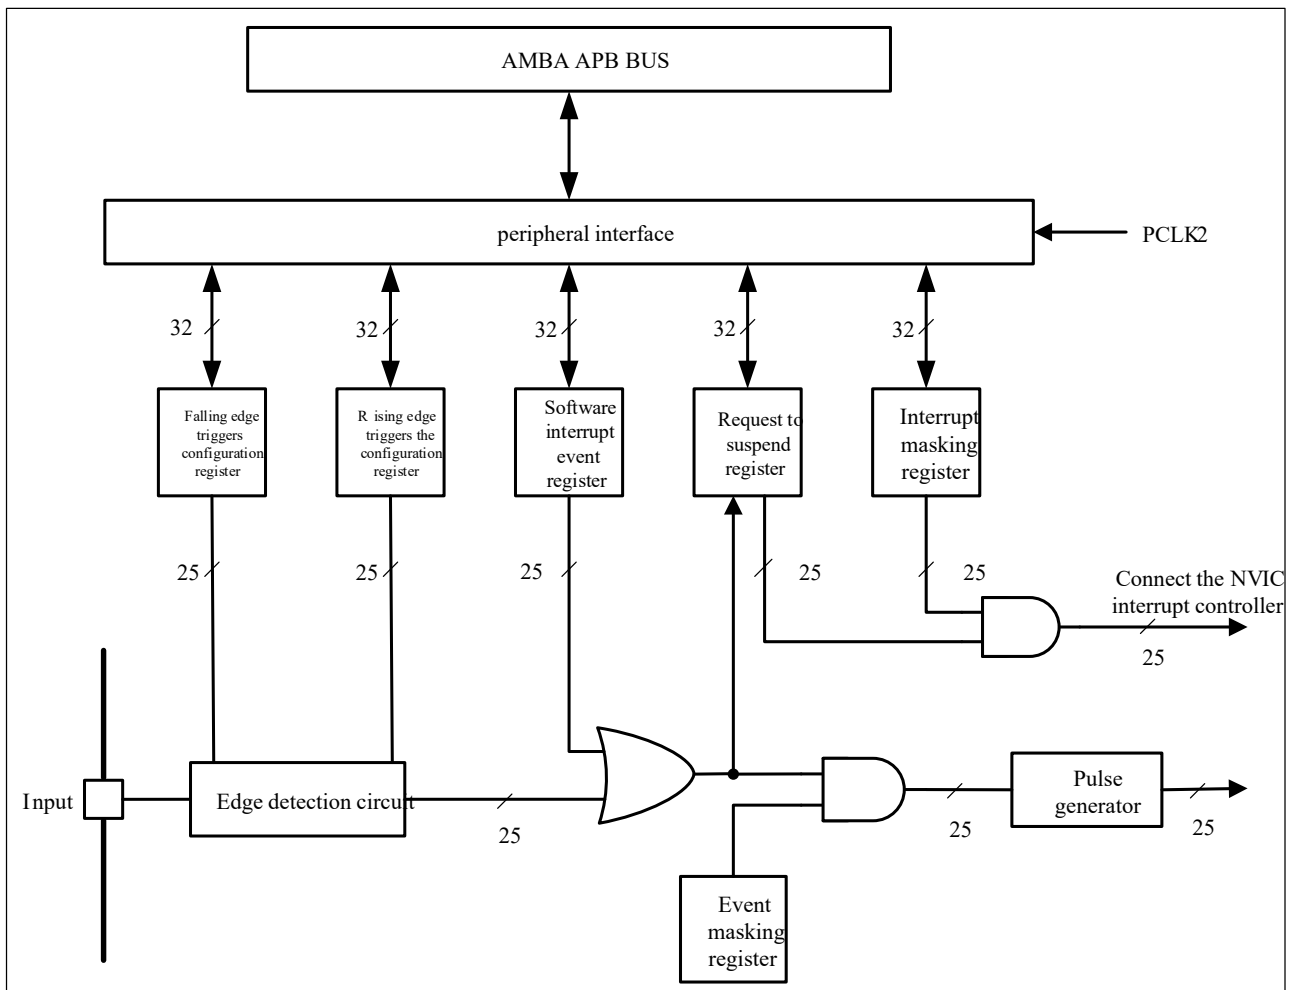 AMBA APB BUS
peripheral interface
PCLK2
32
32
32
32
32
Falling edge
triggers
configuration
register
R ising edge
triggers the
configuration
register
Software
interrupt
event
register
Request to
suspend
register
Interrupt
masking
register
25
25
25
25
25
Connect the NVIC
interrupt controller
25
Input
Edge detection circuit
25
Pulse
generator
25
25
Event
masking
register